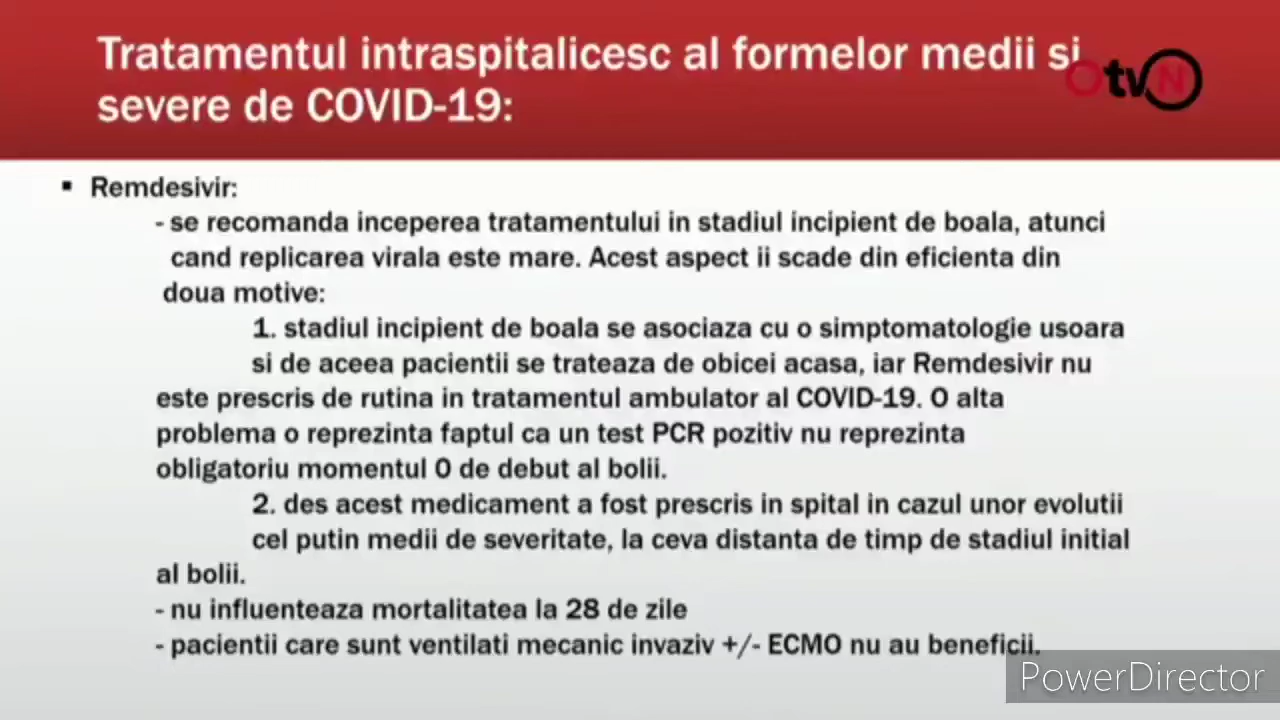 Tratamentul intraspitalicesc al formelor medii si
severe de COVID-19:
OtvN
▪ Remdesivir:
- se recomanda inceperea tratamentului in stadiul incipient de boala, atunci
cand replicarea virala este mare. Acest aspect ii scade din eficienta din
doua motive:
1. stadiul incipient de boala se asociaza cu o simptomatologie usoara
si de aceea pacientii se trateaza de obicei acasa, iar Remdesivir nu
este prescris de rutina in tratamentul ambulator al COVID-19. O alta
problema o reprezinta faptul ca un test PCR pozitiv nu reprezinta
obligatoriu momentul 0 de debut al bolii.
2. des acest medicament a fost prescris in spital in cazul unor evolutii
cel putin medii de severitate, la ceva distanta de timp de stadiul initial
al bolii.
- nu influenteaza mortalitatea la 28 de zile
- pacientii care sunt ventilati mecanic invaziv +/- ECMO nu au beneficii.
PowerDirector